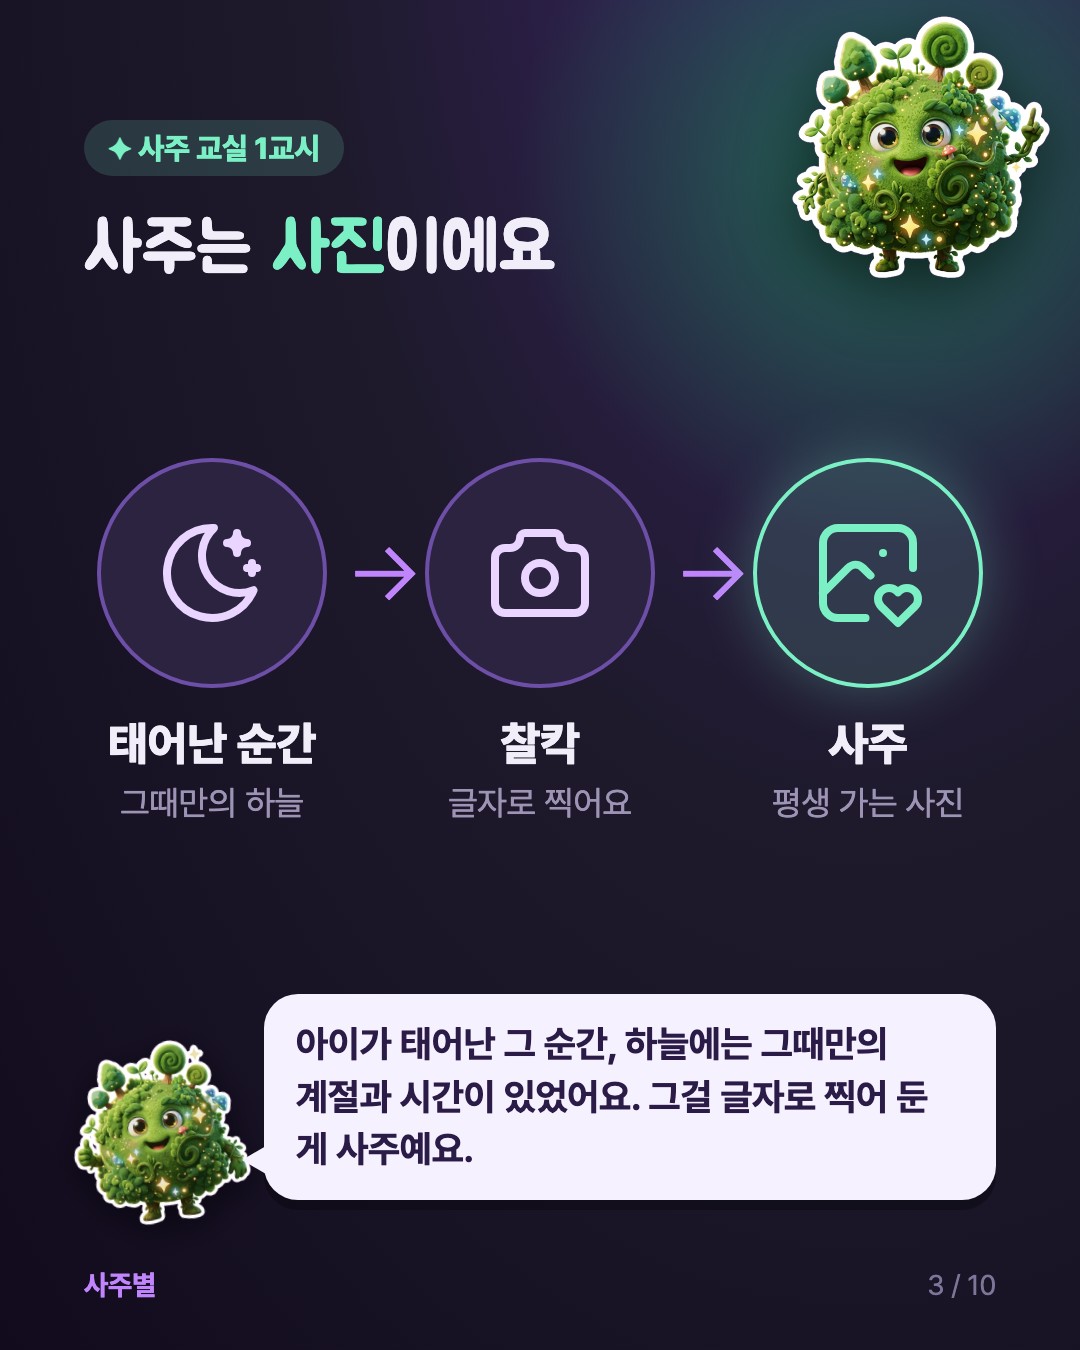 사주 교실 1교시
사주는 사진이에요
태어난 순간
그때만의 하늘
찰칵
글자로 찍어요
사주
평생 가는 사진
아이가 태어난 그 순간, 하늘에는 그때만의
계절과 시간이 있었어요. 그걸 글자로 찍어 둔
게 사주예요.
사주별
3 / 10